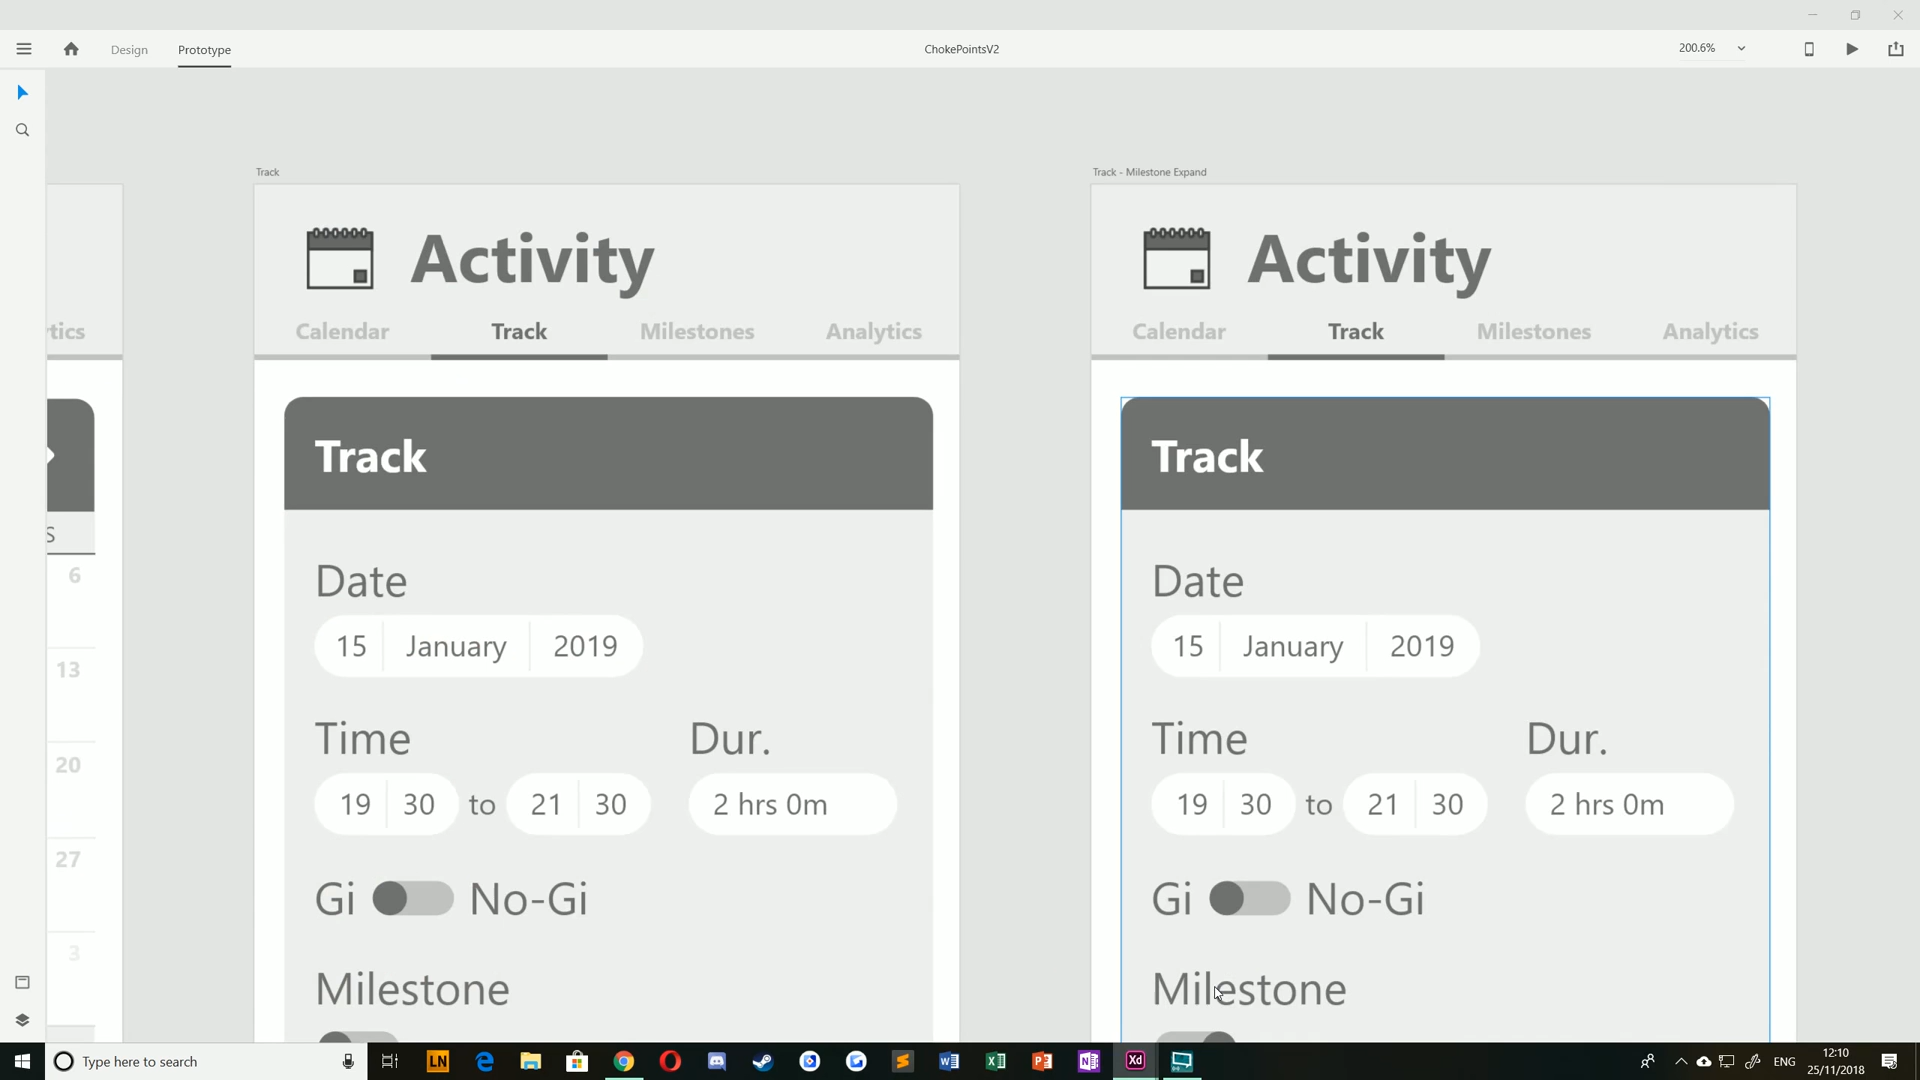 Design Prototype ChokePointsV2 200.6%
Track
Track - Milestone Expand
Activity
Activity
tics
Calendar Track Milestones Analytics
Calendar Track Milestones Analytics
Track
Track
S
6
13
20
27
3
Date
15 January 2019
Time Dur.
19 30 to 21 30 2 hrs 0m
Gi No-Gi
Milestone
Date
15 January 2019
Time Dur.
19 30 to 21 30 2 hrs 0m
Gi No-Gi
Milestone
Type here to search
LN
Xd
ENG
12:10
25/11/2018